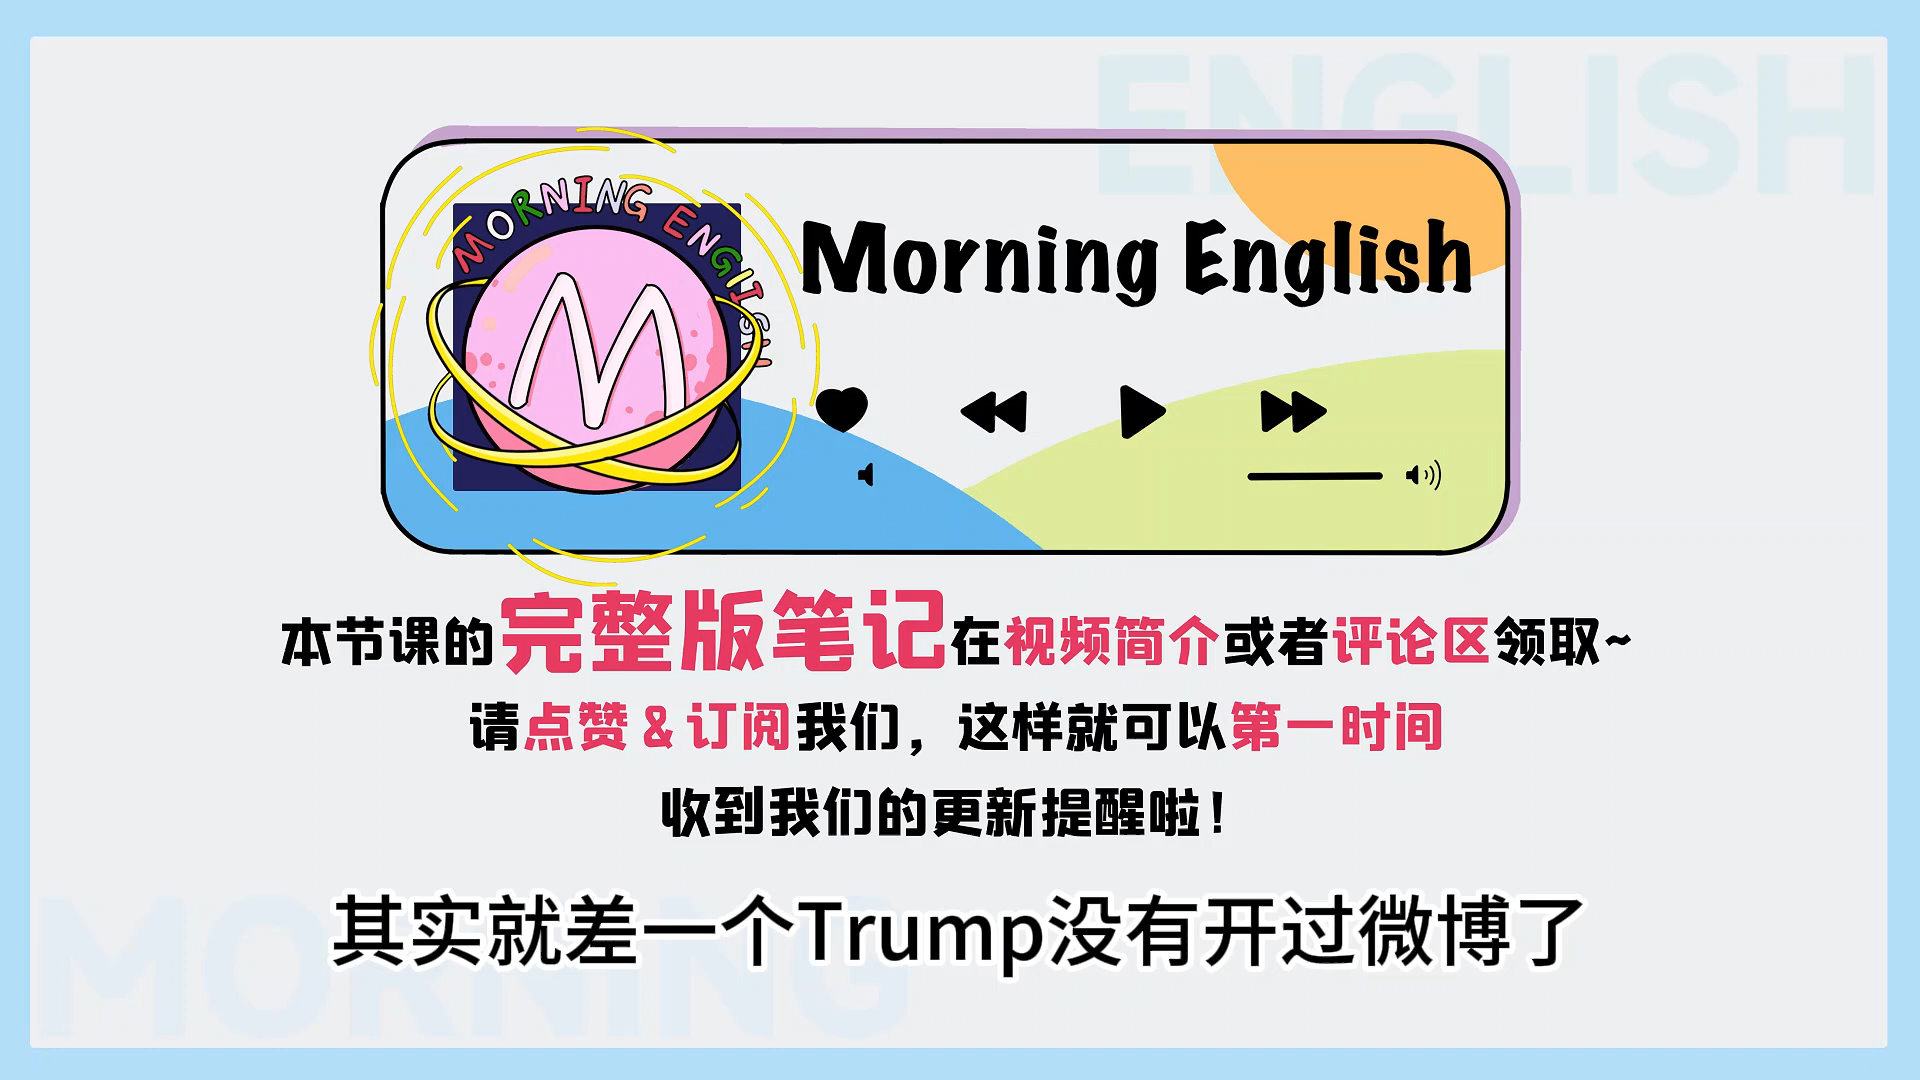 ENGLISH
MORNING ENGLISH
M
Morning English
本节课的完整版笔记在视频简介或者评论区领取~
请点赞&订阅我们，这样就可以第一时间
收到我们的更新提醒啦！
其实就差一个Trump没有开过微博了
MORNING